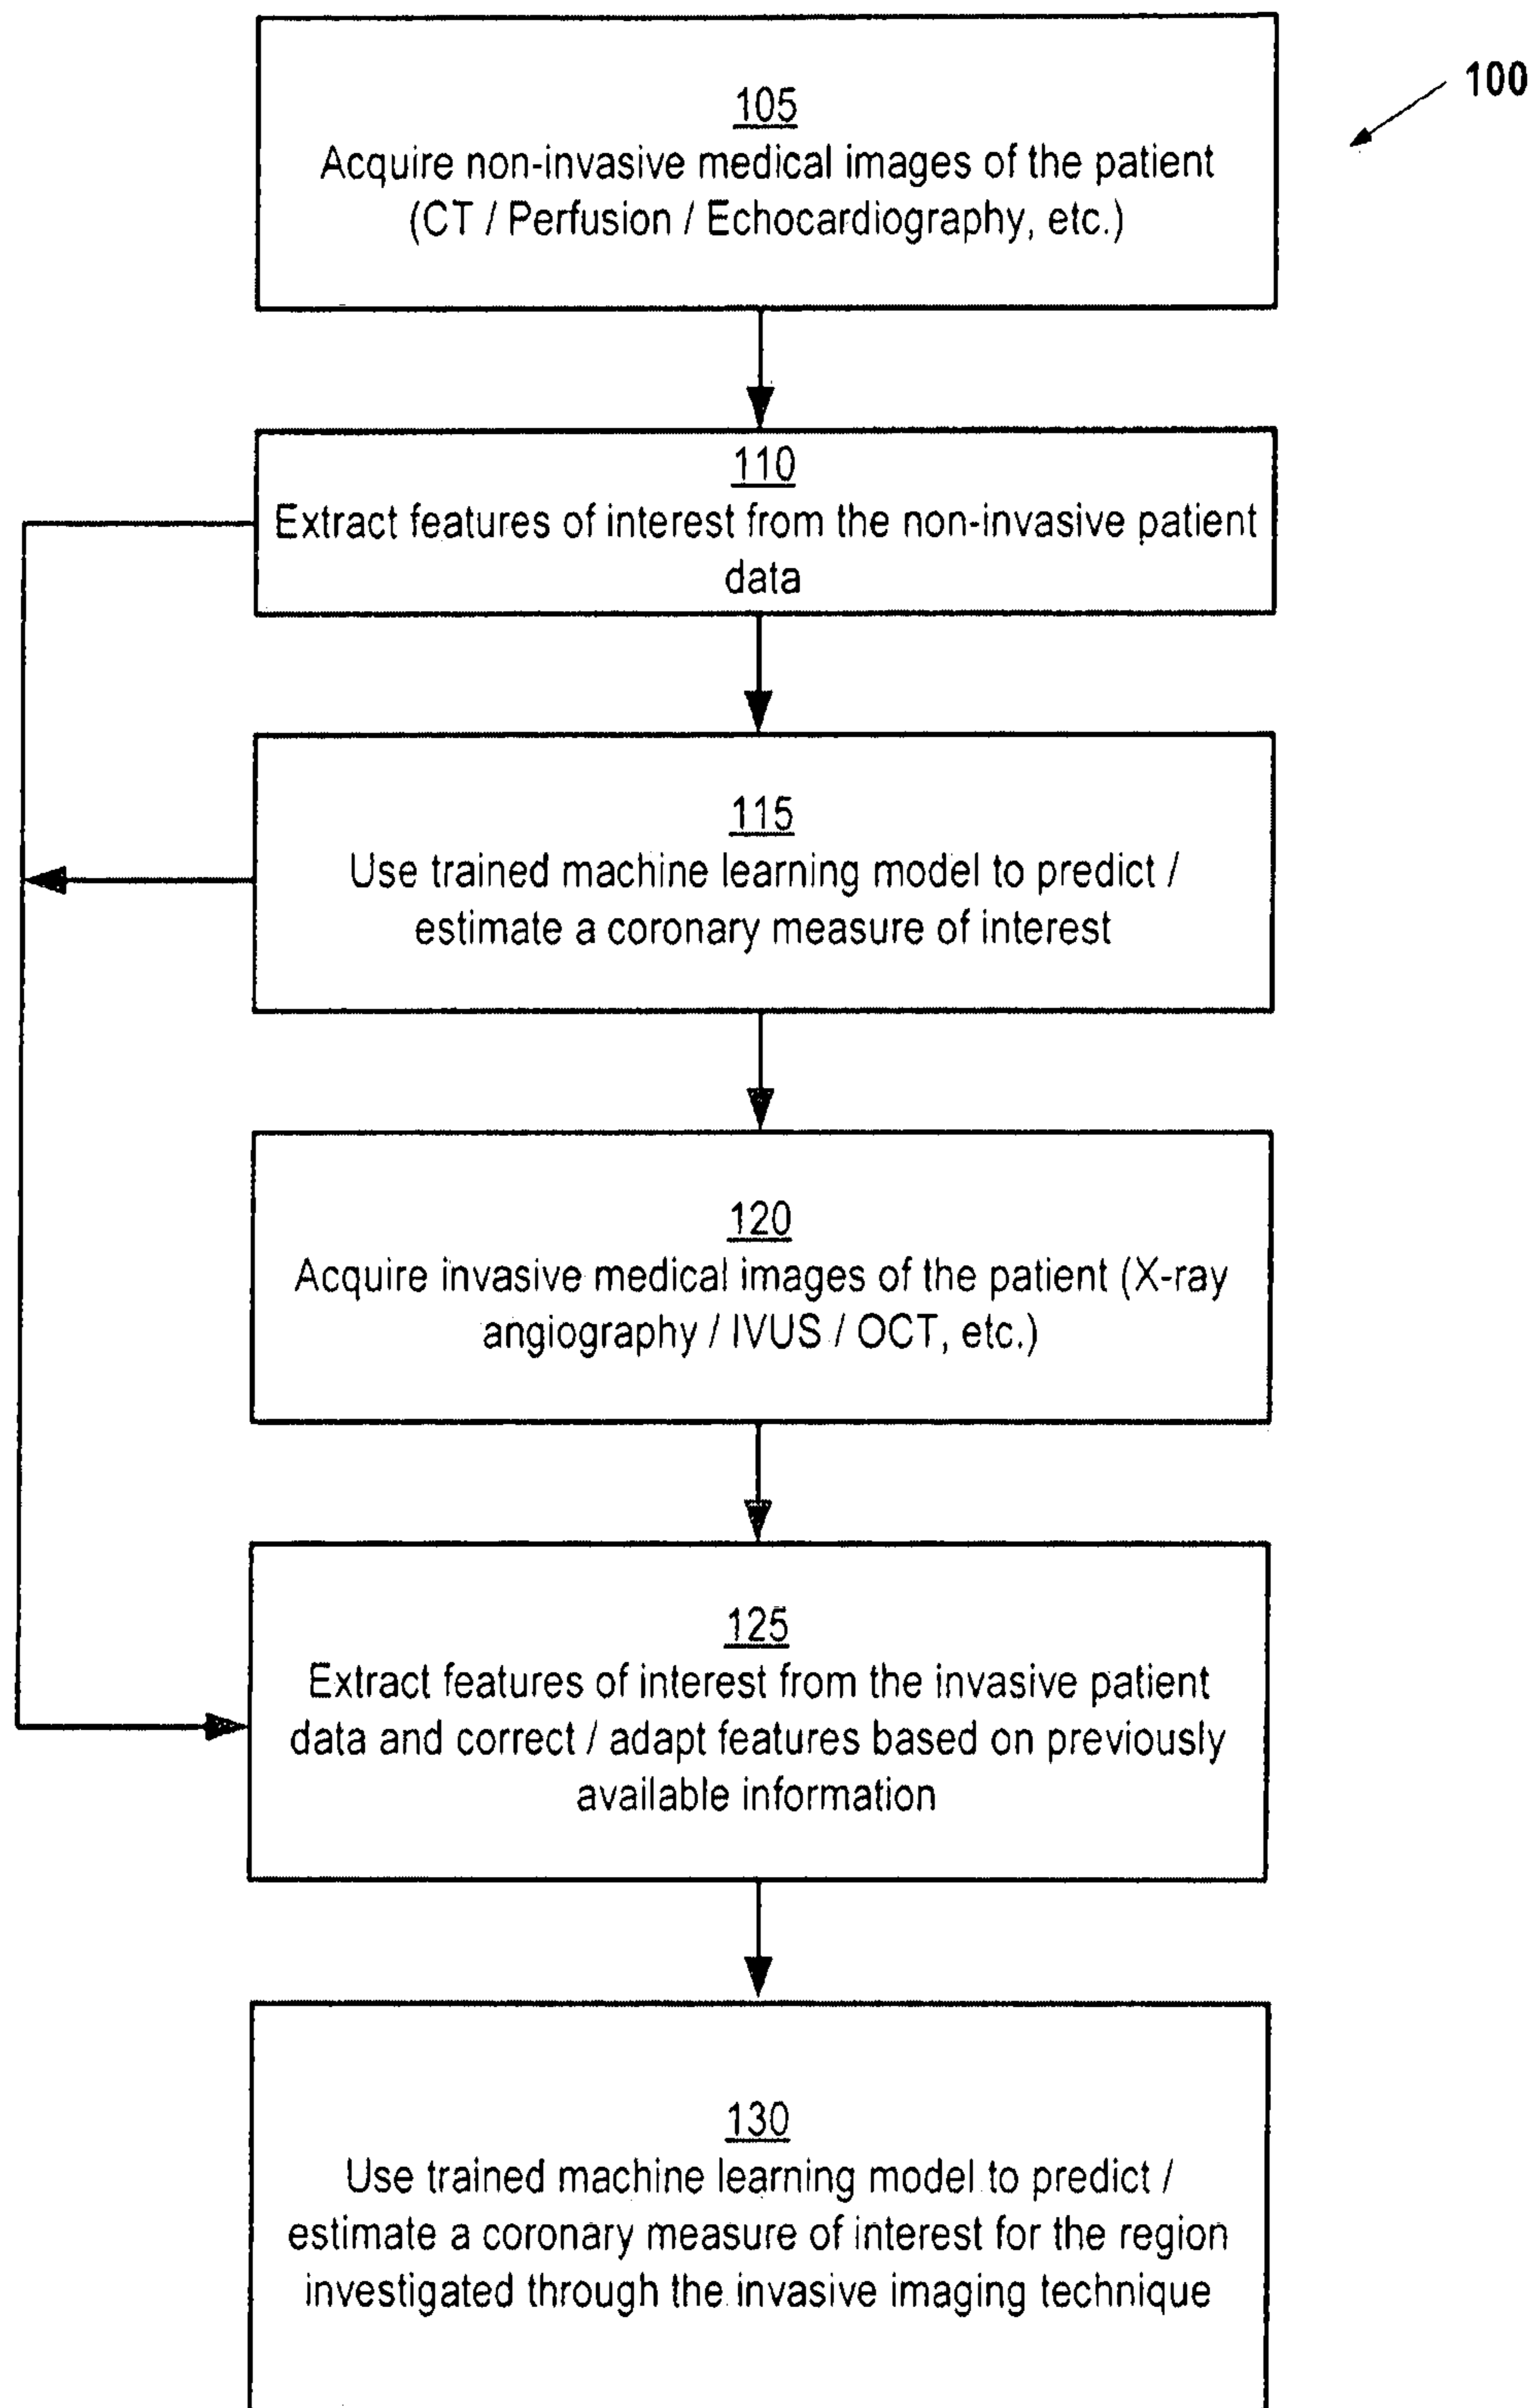 100
105
Acquire non-invasive medical images of the patient
(CT / Perfusion / Echocardiography, etc.)
110
Extract features of interest from the non-invasive patient
data
115
Use trained machine learning model to predict /
estimate a coronary measure of interest
120
Acquire invasive medical images of the patient (X-ray
angiography / IVUS / OCT, etc.)
125
Extract features of interest from the invasive patient
data and correct / adapt features based on previously
available information
130
Use trained machine learning model to predict /
estimate a coronary measure of interest for the region
investigated through the invasive imaging technique